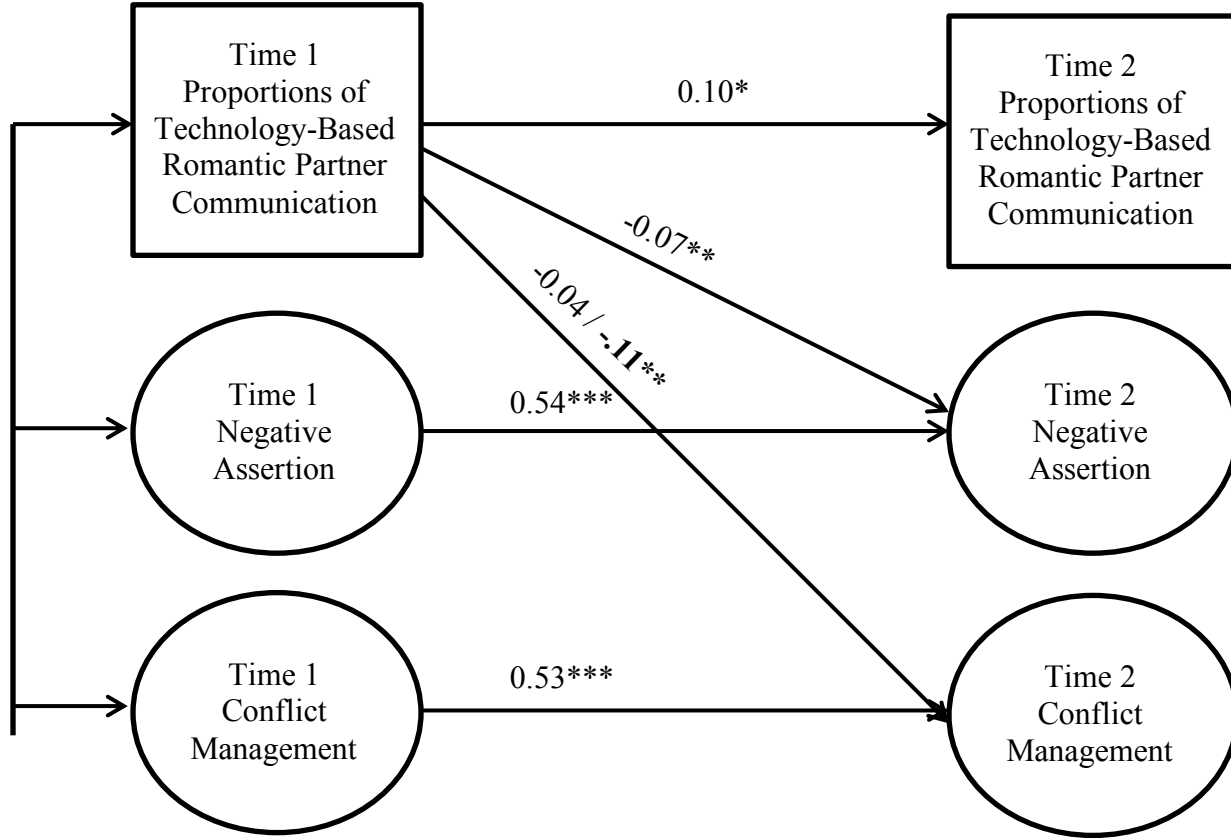 Time 1
Proportions of
Technology-Based
Romantic Partner
Communication
0.10*
Time 2
Proportions of
Technology-Based
Romantic Partner
Communication
-0.07**
-0.04 / -.11**
Time 1
Negative
Assertion
0.54***
Time 2
Negative
Assertion
Time 1
Conflict
Management
0.53***
Time 2
Conflict
Management